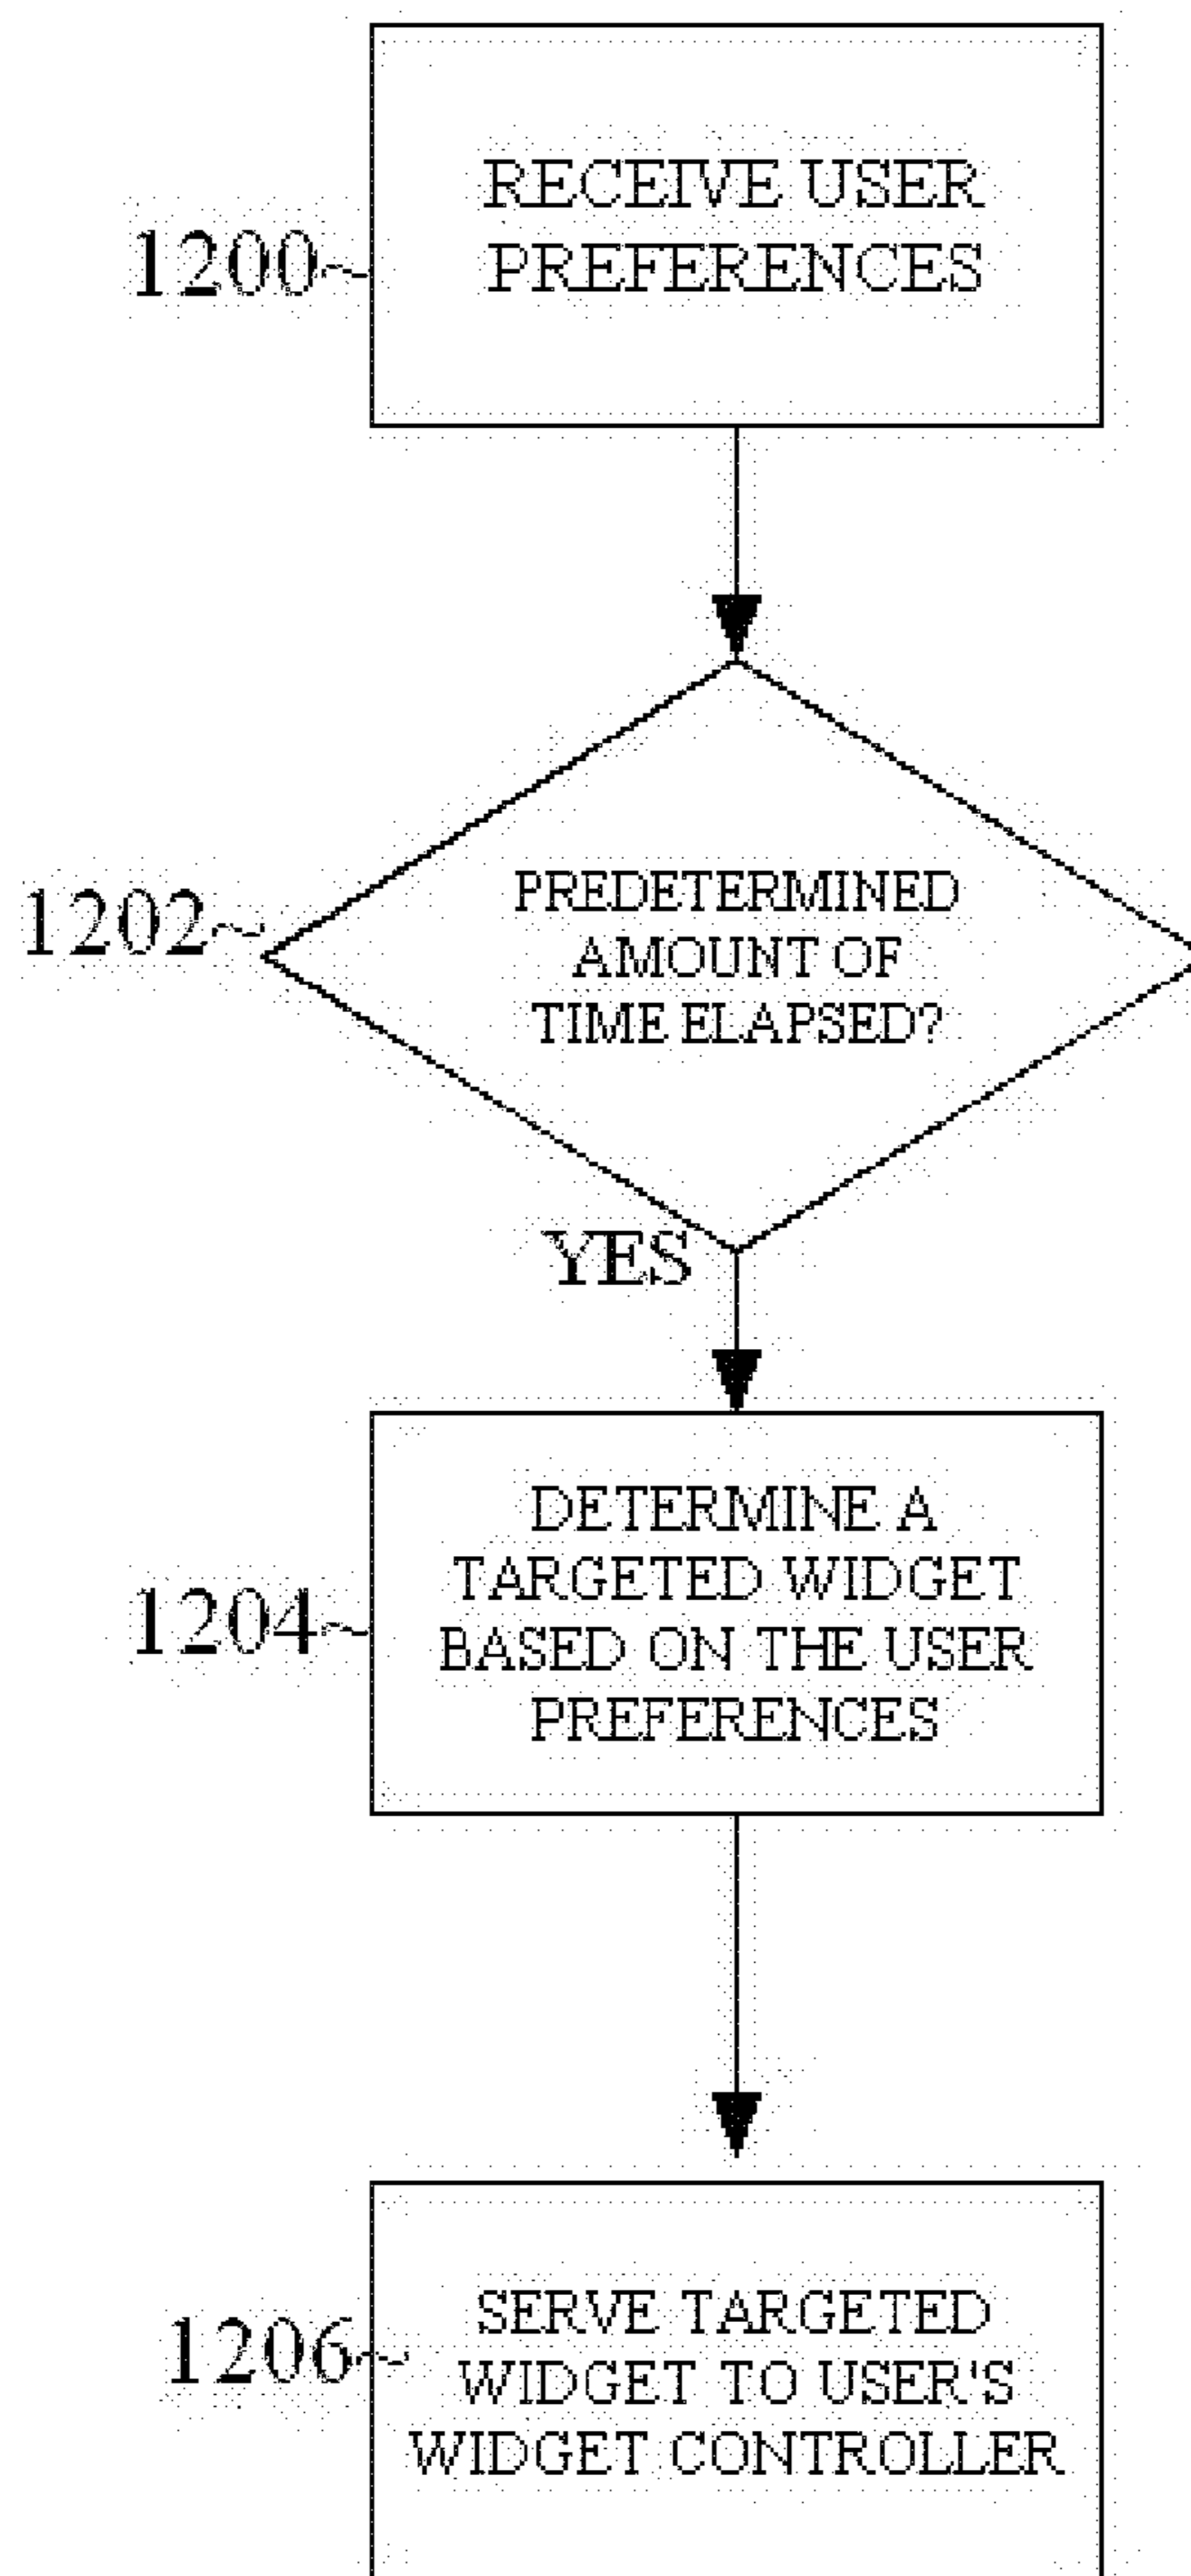 RECEIVE USER
PREFERENCES
1200~
PREDETERMINED
AMOUNT OF
TIME ELAPSED?
1202~
YES
DETERMINE A
TARGETED WIDGET
BASED ON THE USER
PREFERENCES
1204~
SERVE TARGETED
WIDGET TO USER'S
WIDGET CONTROLLER
1206~